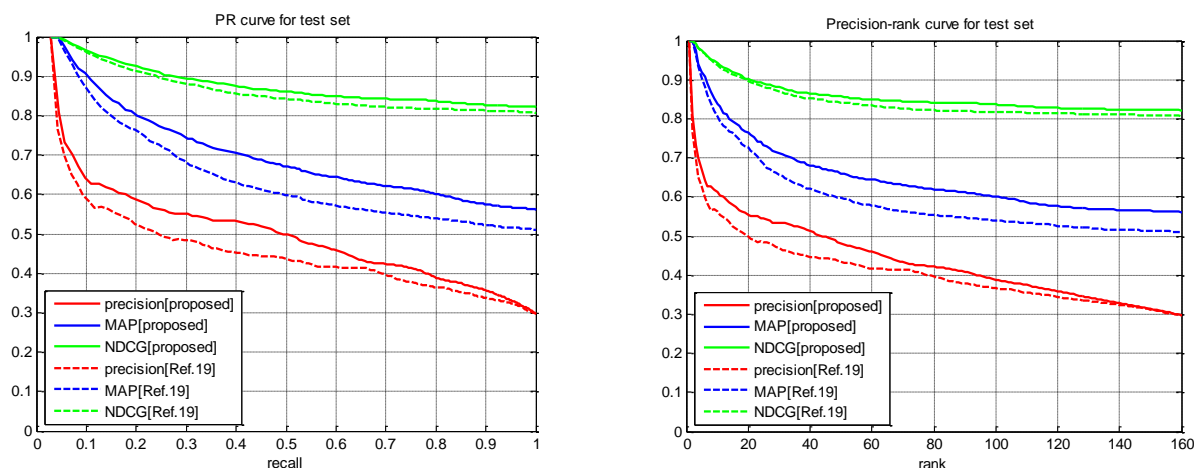 PR curve for test set
1
0.9
0.8
0.7
0.6
0.5
0.4
0.3
0.2
0.1
0
precision[proposed]
MAP[proposed]
NDCG[proposed]
precision[Ref.19]
MAP[Ref.19]
NDCG[Ref.19]
0 0.1 0.2 0.3 0.4 0.5 0.6 0.7 0.8 0.9 1
recall
Precision-rank curve for test set
1
0.9
0.8
0.7
0.6
0.5
0.4
0.3
0.2
0.1
0
precision[proposed]
MAP[proposed]
NDCG[proposed]
precision[Ref.19]
MAP[Ref.19]
NDCG[Ref.19]
0 20 40 60 80 100 120 140 160
rank